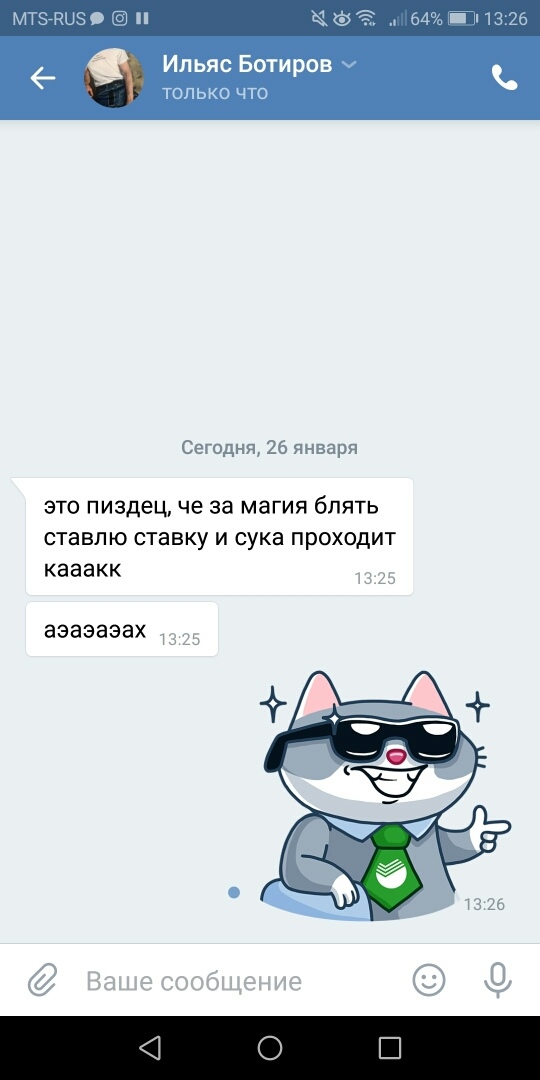 MTS-RUS 64% 13:26
Ильяс Ботиров
только что
Сегодня, 26 января
это пиздец, че за магия блять
ставлю ставку и сука проходит
кааакк
13:25
аэаэаэах 13:25
13:26
Ваше сообщение